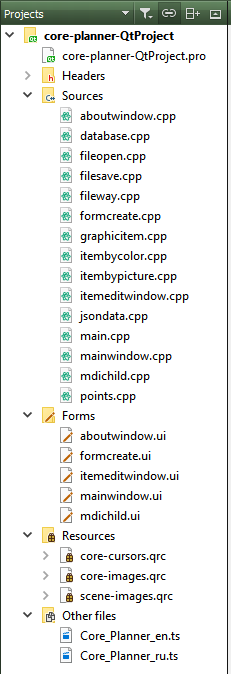 Projects
core-planner-QtProject
core-planner-QtProject.pro
Headers
Sources
aboutwindow.cpp
database.cpp
fileopen.cpp
filesave.cpp
fileway.cpp
formcreate.cpp
graphicitem.cpp
itembycolor.cpp
itembypicture.cpp
itemeditwindow.cpp
jsondata.cpp
main.cpp
mainwindow.cpp
mdichild.cpp
points.cpp
Forms
aboutwindow.ui
formcreate.ui
itemeditwindow.ui
mainwindow.ui
mdichild.ui
Resources
core-cursors.qrc
core-images.qrc
scene-images.qrc
Other files
Core_Planner_en.ts
Core_Planner_ru.ts